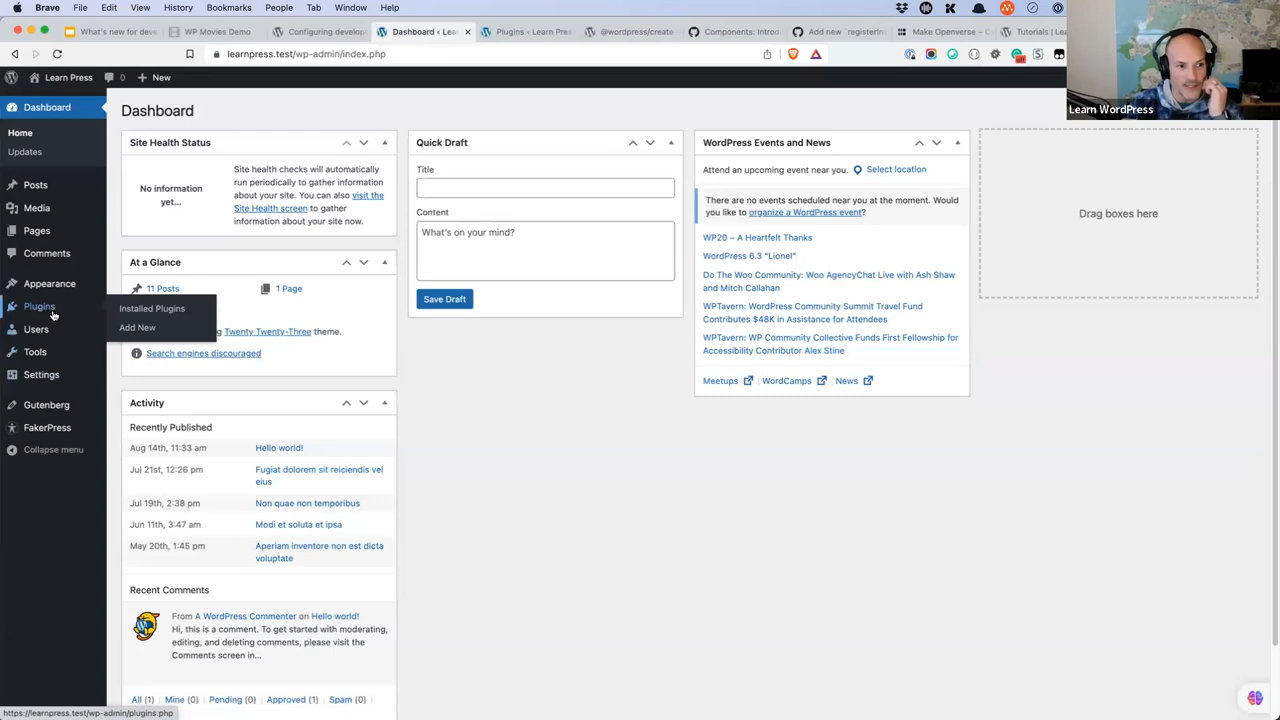 Brave File Edit View History Bookmarks People Tab Window Help
What's new for deve
WP Movies Demo
Configuring develop
Dashboard ‹ Lea
Plugins ‹ Learn Pres
@wordpress/create-
Components: Introd
Add new `registerIn
Make Openverse – C
Tutorials | Learn
learnpress.test/wp-admin/index.php
Learn Press 0 New
Learn WordPress
Dashboard
Home
Updates
Posts
Media
Pages
Comments
Appearance
Plugins
Installed Plugins
Add New
Users
Tools
Settings
Gutenberg
FakerPress
Collapse menu
Dashboard
Site Health Status
No information
yet...
Site health checks will automatically
run periodically to gather
information about your site. You can also visit the
Site Health screen to gather
information about your site now.
At a Glance
11 Posts
1 Page
Twenty Twenty-Three theme.
Search engines discouraged
Activity
Recently Published
Aug 14th, 11:33 am Hello world!
Jul 21st, 12:26 pm Fugiat dolorem sit reiciendis vel
eius
Jul 19th, 2:38 pm Non quae non temporibus
Jun 11th, 3:47 am Modi et soluta et ipsa
May 20th, 1:45 pm Aperiam inventore non est dicta
voluptate
Recent Comments
From A WordPress Commenter on Hello world!
Hi, this is a comment. To get started with moderating,
editing, and deleting comments, please visit the
Comments screen in...
All (1) | Mine (0) | Pending (0) | Approved (1) | Spam (0) |
Quick Draft
Title
Content
What's on your mind?
Save Draft
WordPress Events and News
Attend an upcoming event near you. Select location
There are no events scheduled near you at the moment. Would
you like to organize a WordPress event?
WP20 – A Heartfelt Thanks
WordPress 6.3 "Lionel"
Do The Woo Community: Woo AgencyChat Live with Ash Shaw
and Mitch Callahan
WPTavern: WordPress Community Summit Travel Fund
Contributes $48K in Assistance for Attendees
WPTavern: WP Community Collective Funds First Fellowship for
Accessibility Contributor Alex Stine
Meetups | WordCamps | News
Drag boxes here
https://learnpress.test/wp-admin/plugins.php